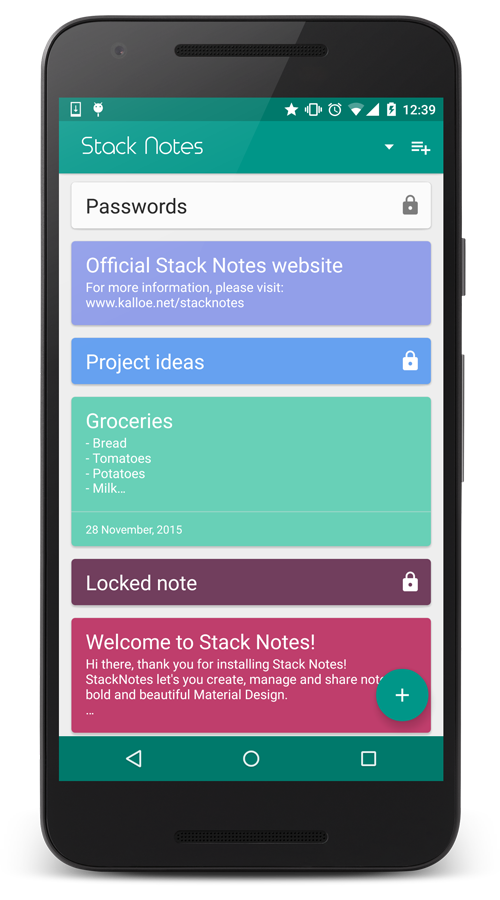 12:39
Stack Notes
Passwords
Official Stack Notes website
For more information, please visit:
www.kalloe.net/stacknotes
Project ideas
Groceries
- Bread
- Tomatoes
- Potatoes
- Milk...
28 November, 2015
Locked note
Welcome to Stack Notes!
Hi there, thank you for installing Stack Notes!
StackNotes let's you create, manage and share
bold and beautiful Material Design.
...